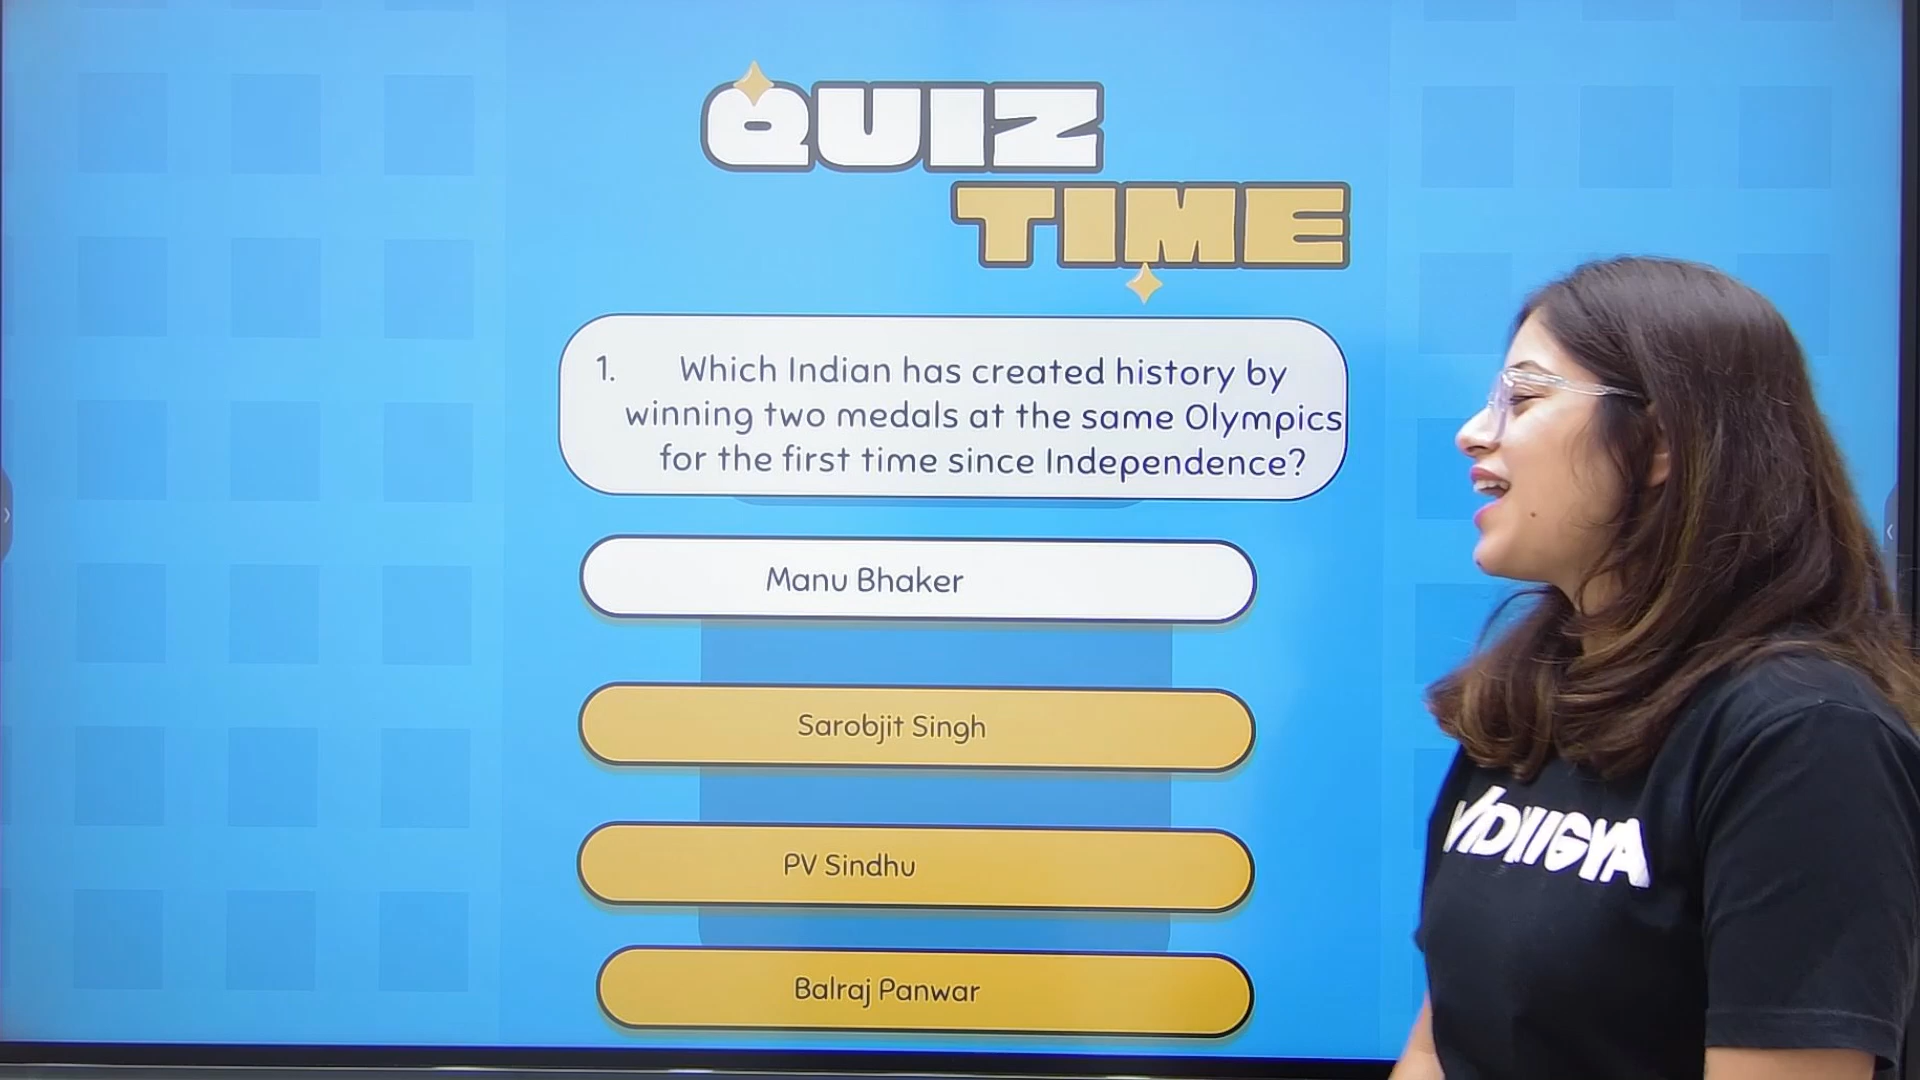 QUIZ
TIME
1. Which Indian has created history by
winning two medals at the same Olympics
for the first time since Independence?
Manu Bhaker
Sarobjit Singh
PV Sindhu
Balraj Panwar
VIDYIGYA